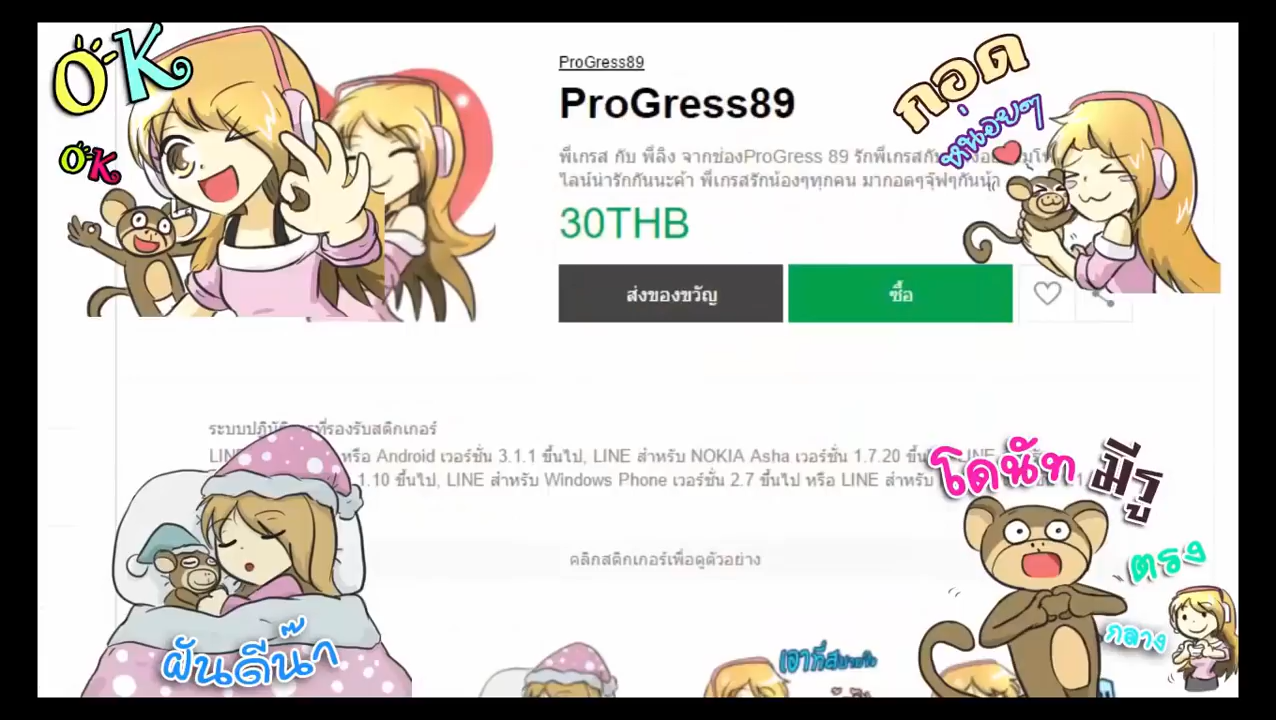 OK
OK
ProGress89
ProGress89
พี่เกรส กับ พี่ลิง จากช่องProGress 89 รักพี่เกรส
ไลน์น่ารักกันนะค้า พี่เกรสรักน้องๆทุกคน มากอดๆจุ๊ฟๆกันน้า
30THB
ส่งของขวัญ
ซื้อ
กอด
หน่อยๆ
ระบบปฏิบัติการที่รองรับสติกเกอร์
หรือ Android เวอร์ชั่น 3.1.1 ขึ้นไป, LINE สำหรับ NOKIA Asha เวอร์ชั่น 1.7.20
1.10 ขึ้นไป, LINE สำหรับ Windows Phone เวอร์ชั่น 2.7 ขึ้นไป หรือ LINE สำหรับ
คลิกสติกเกอร์เพื่อดูตัวอย่าง
โดนัท มีรู
ตรง
กลาง
ฝันดีน๊า